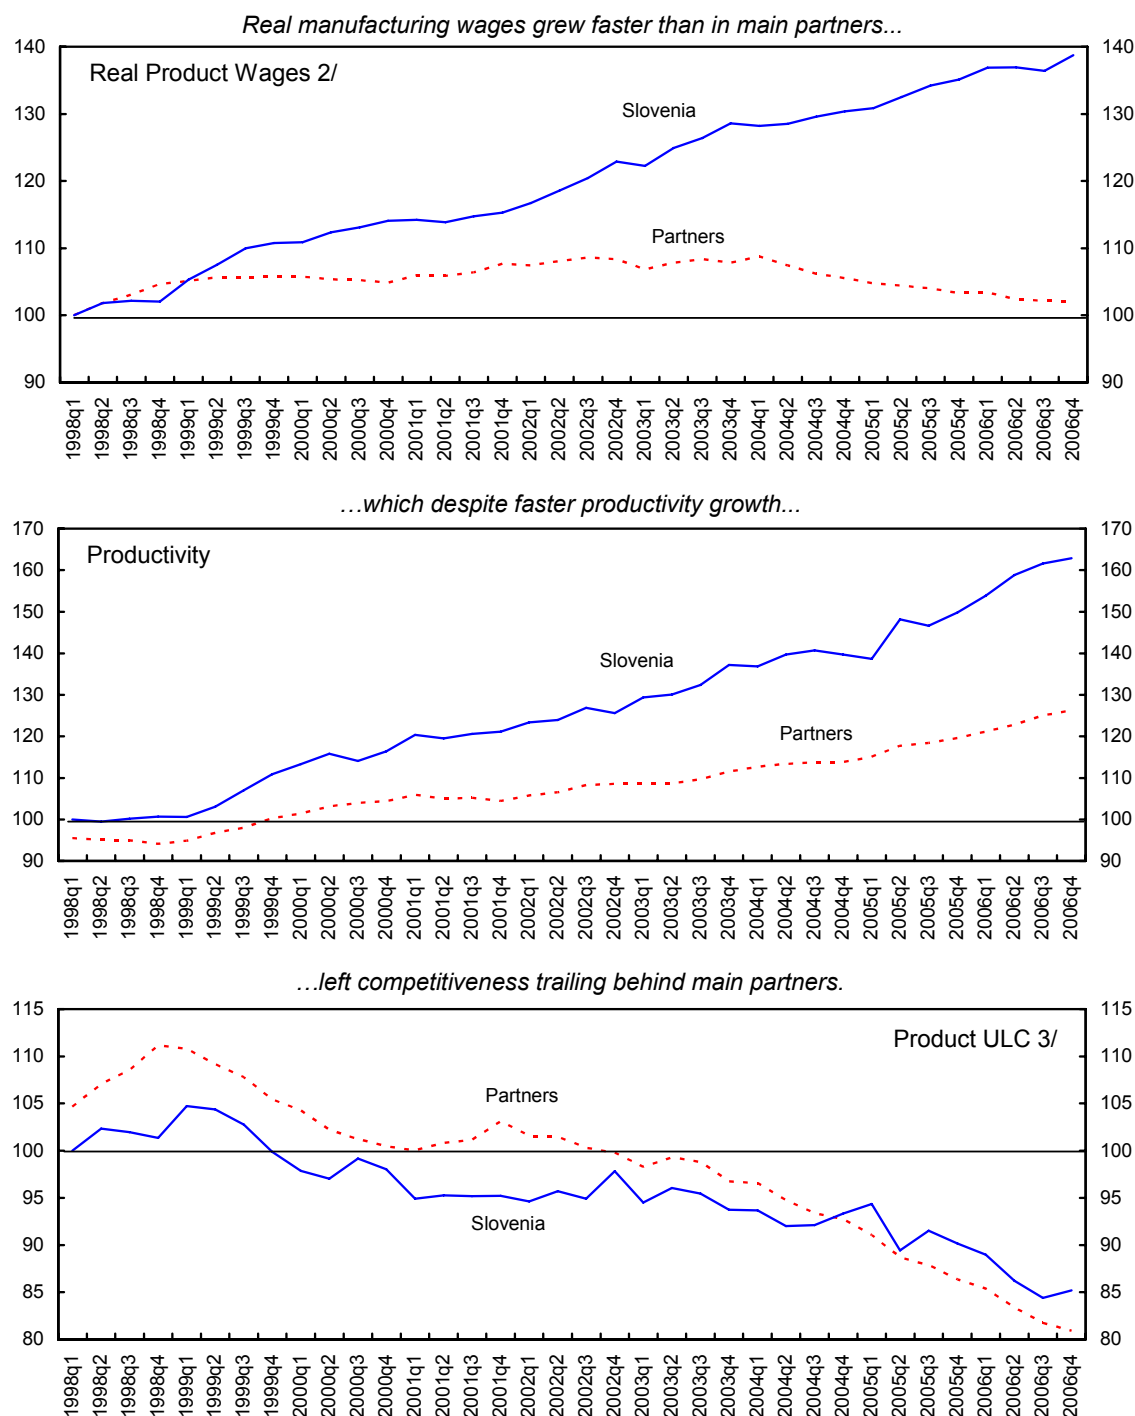 Real manufacturing wages grew faster than in main partners...
140 140
Real Product Wages 2/
130 130
Slovenia
120 120
Partners
110 110
100 100
90 90
1998q1 1998q2 1998q3 1998q4 1999q1 1999q2 1999q3 1999q4 2000q1 2000q2 2000q3 2000q4 2001q1 2001q2 2001q3 2001q4 2002q1 2002q2 2002q3 2002q4 2003q1 2003q2 2003q3 2003q4 2004q1 2004q2 2004q3 2004q4 2005q1 2005q2 2005q3 2005q4 2006q1 2006q2 2006q3 2006q4
…which despite faster productivity growth...
170 170
Productivity
160 160
150 150
140 140
Slovenia
130 130
120 120
Partners
110 110
100 100
90 90
1998q1 1998q2 1998q3 1998q4 1999q1 1999q2 1999q3 1999q4 2000q1 2000q2 2000q3 2000q4 2001q1 2001q2 2001q3 2001q4 2002q1 2002q2 2002q3 2002q4 2003q1 2003q2 2003q3 2003q4 2004q1 2004q2 2004q3 2004q4 2005q1 2005q2 2005q3 2005q4 2006q1 2006q2 2006q3 2006q4
…left competitiveness trailing behind main partners.
115 115
Product ULC 3/
110 110
105 105
Partners
100 100
95 95
Slovenia
90 90
85 85
80 80
1998q1 1998q2 1998q3 1998q4 1999q1 1999q2 1999q3 1999q4 2000q1 2000q2 2000q3 2000q4 2001q1 2001q2 2001q3 2001q4 2002q1 2002q2 2002q3 2002q4 2003q1 2003q2 2003q3 2003q4 2004q1 2004q2 2004q3 2004q4 2005q1 2005q2 2005q3 2005q4 2006q1 2006q2 2006q3 2006q4